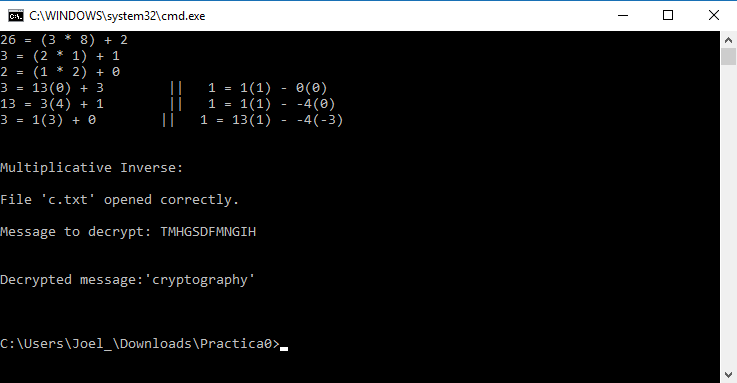 C:\WINDOWS\system32\cmd.exe
26 = (3 * 8) + 2
3 = (2 * 1) + 1
2 = (1 * 2) + 0
3 = 13(0) + 3        ||   1 = 1(1) - 0(0)
13 = 3(4) + 1        ||   1 = 1(1) - -4(0)
3 = 1(3) + 0        ||   1 = 13(1) - -4(-3)
Multiplicative Inverse:
File 'c.txt' opened correctly.
Message to decrypt: TMHGSDFMNGIH
Decrypted message:'cryptography'
C:\Users\Joel_\Downloads\Practica0>